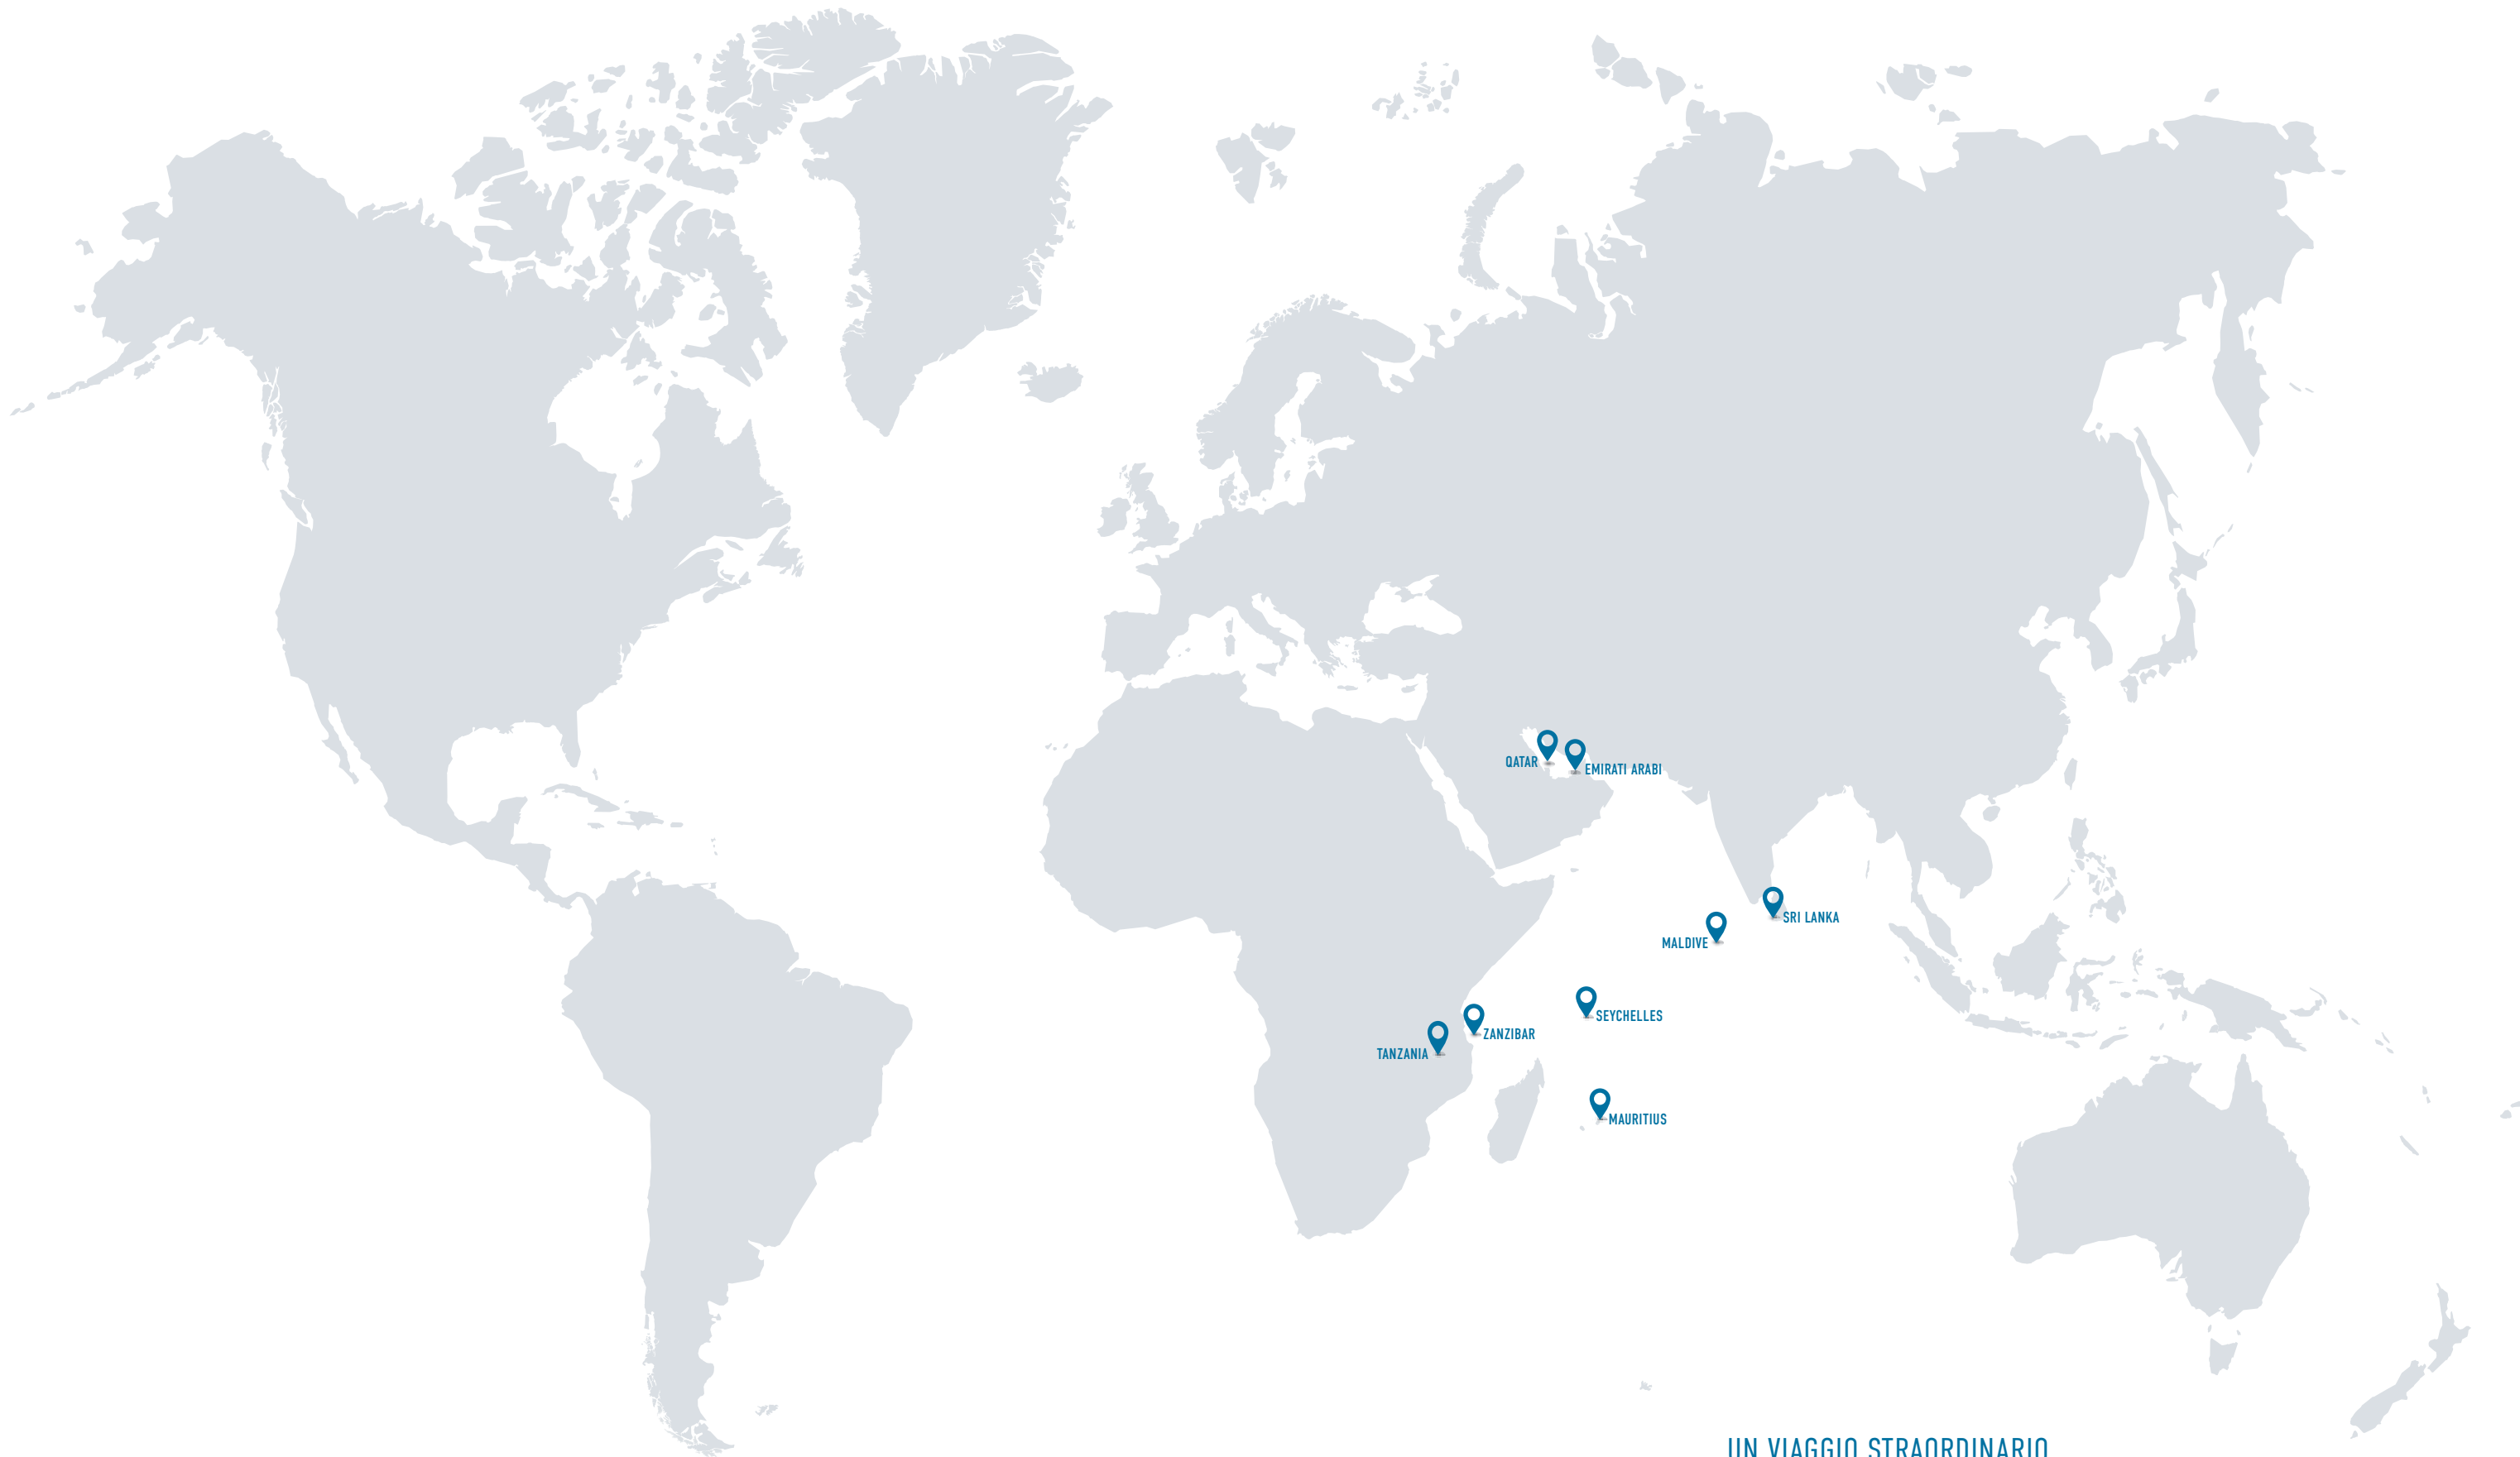 QATAR
EMIRATI ARABI
SRI LANKA
MALDIVE
SEYCHELLES
ZANZIBAR
TANZANIA
MAURITIUS
UN VIAGGIO STRAORDINARIO